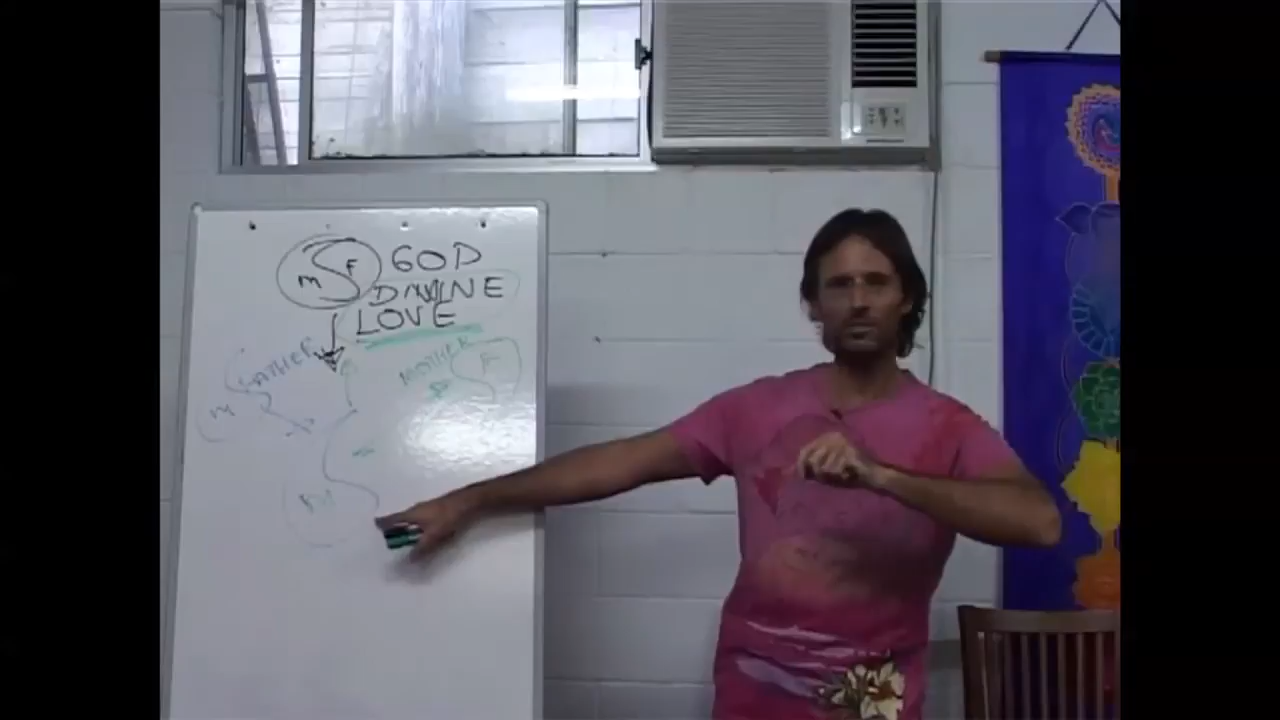 m F GOD
DIVINE
LOVE
FATHER MOTHER
m F